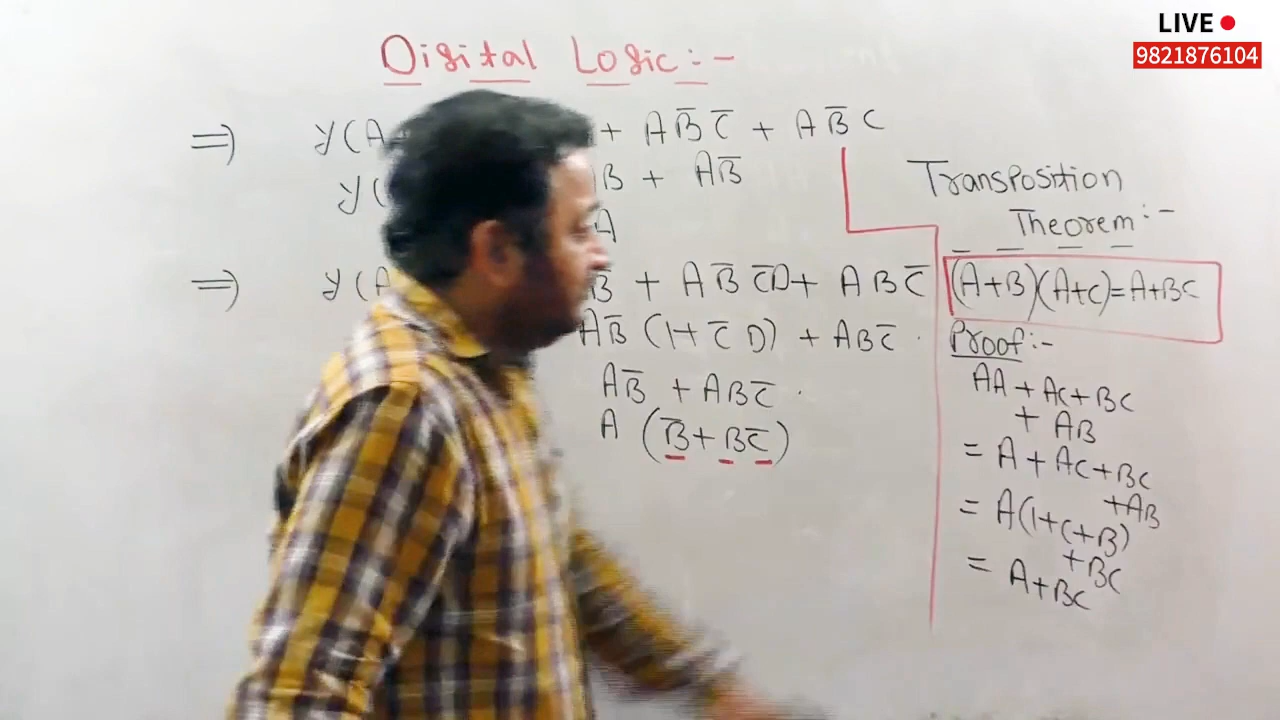 LIVE
9821876104
Digital Logic :-
=) Y(A + AB̅C̅ + AB̅C
Y( B + AB̅
A
=) Y(A B̅ + AB̅C̅D + ABC̅
AB̅ (1+C̅D) + ABC̅ .
AB̅ + ABC̅ .
A (B̅+BC̅)
Transposition
Theorem :-
(A+B)(A+C)=A+BC
Proof :-
AA + AC+BC
+ AB
= A + AC+BC
+AB
= A(1+C+B)
+BC
= A+BC